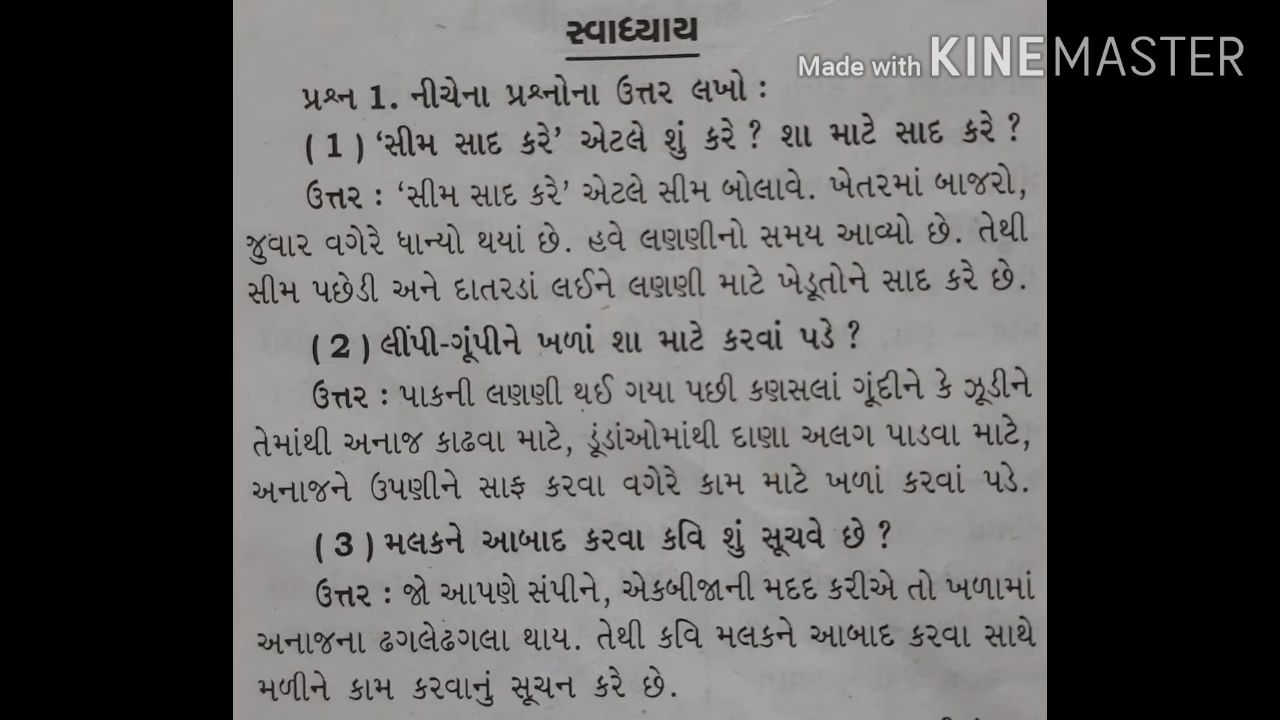 સ્વાધ્યાય
Made with KINEMASTER
પ્રશ્ન 1. નીચેના પ્રશ્નોના ઉત્તર લખો :
( 1 ) ‘સીમ સાદ કરે’ એટલે શું કરે ? શા માટે સાદ કરે ?
ઉત્તર : ‘સીમ સાદ કરે’ એટલે સીમ બોલાવે. ખેતરમાં બાજરો,
જુવાર વગેરે ધાન્યો થયાં છે. હવે લણણીનો સમય આવ્યો છે. તેથી
સીમ પછેડી અને દાતરડાં લઈને લણણી માટે ખેડૂતોને સાદ કરે છે.
( 2 ) લીંપી-ગૂંપીને ખળાં શા માટે કરવાં પડે ?
ઉત્તર : પાકની લણણી થઈ ગયા પછી કણસલાં ગૂંદીને કે ઝૂડીને
તેમાંથી અનાજ કાઢવા માટે, ડૂંડાંઓમાંથી દાણા અલગ પાડવા માટે,
અનાજને ઉપણીને સાફ કરવા વગેરે કામ માટે ખળાં કરવાં પડે.
( 3 ) મલકને આબાદ કરવા કવિ શું સૂચવે છે ?
ઉત્તર : જો આપણે સંપીને, એકબીજાની મદદ કરીએ તો ખળામાં
અનાજના ઢગલેઢગલા થાય. તેથી કવિ મલકને આબાદ કરવા સાથે
મળીને કામ કરવાનું સૂચન કરે છે.